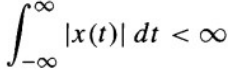 ∫_{-∞}^{∞} |x(t)| dt < ∞